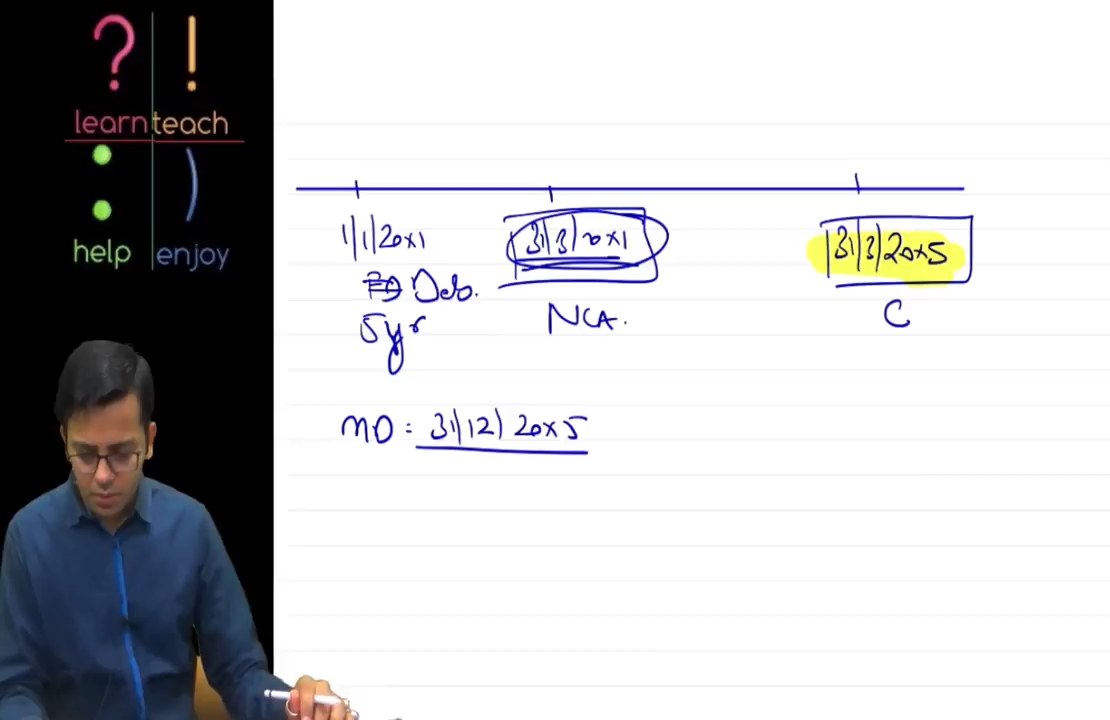 ? !
learn teach
: )
help enjoy
1/1/20x1
Deb.
5yr
31/3/20x1
NCA.
31/3/20x5
C
MD = 31/12/20x5